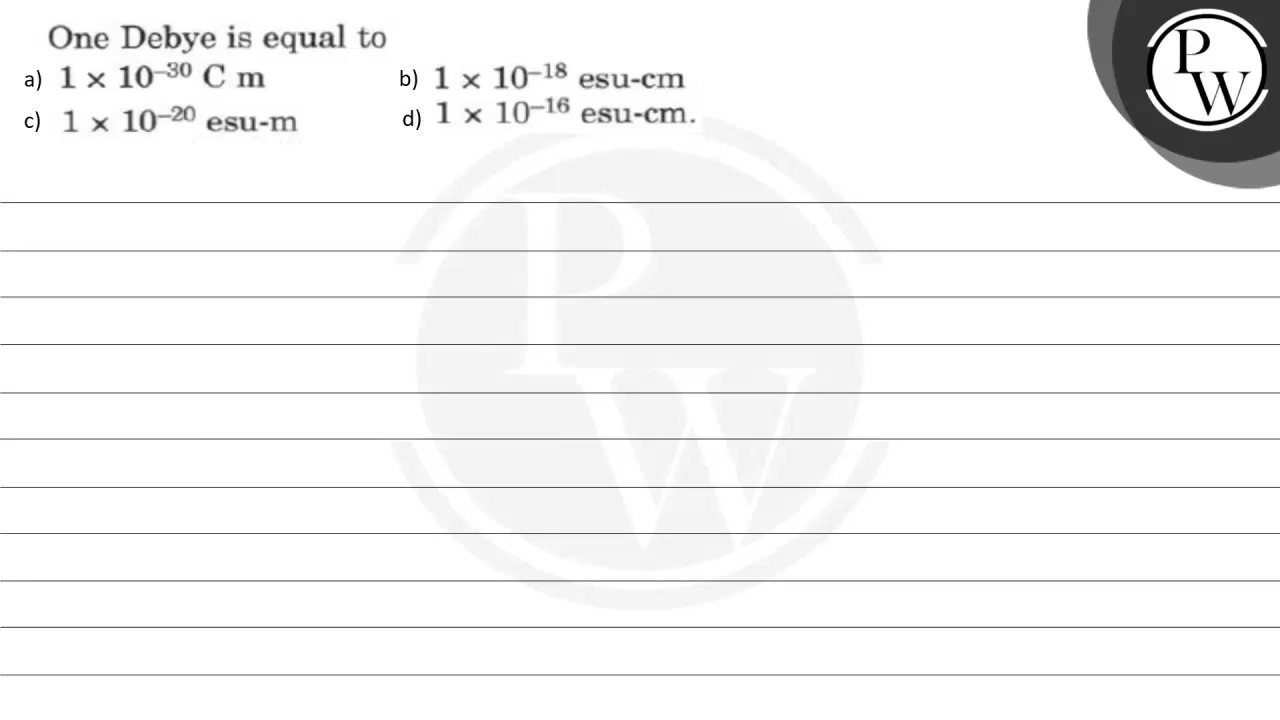 One Debye is equal to
a) 1 × 10⁻³⁰ C m b) 1 × 10⁻¹⁸ esu-cm
c) 1 × 10⁻²⁰ esu-m d) 1 × 10⁻¹⁶ esu-cm.
P
W
P
W